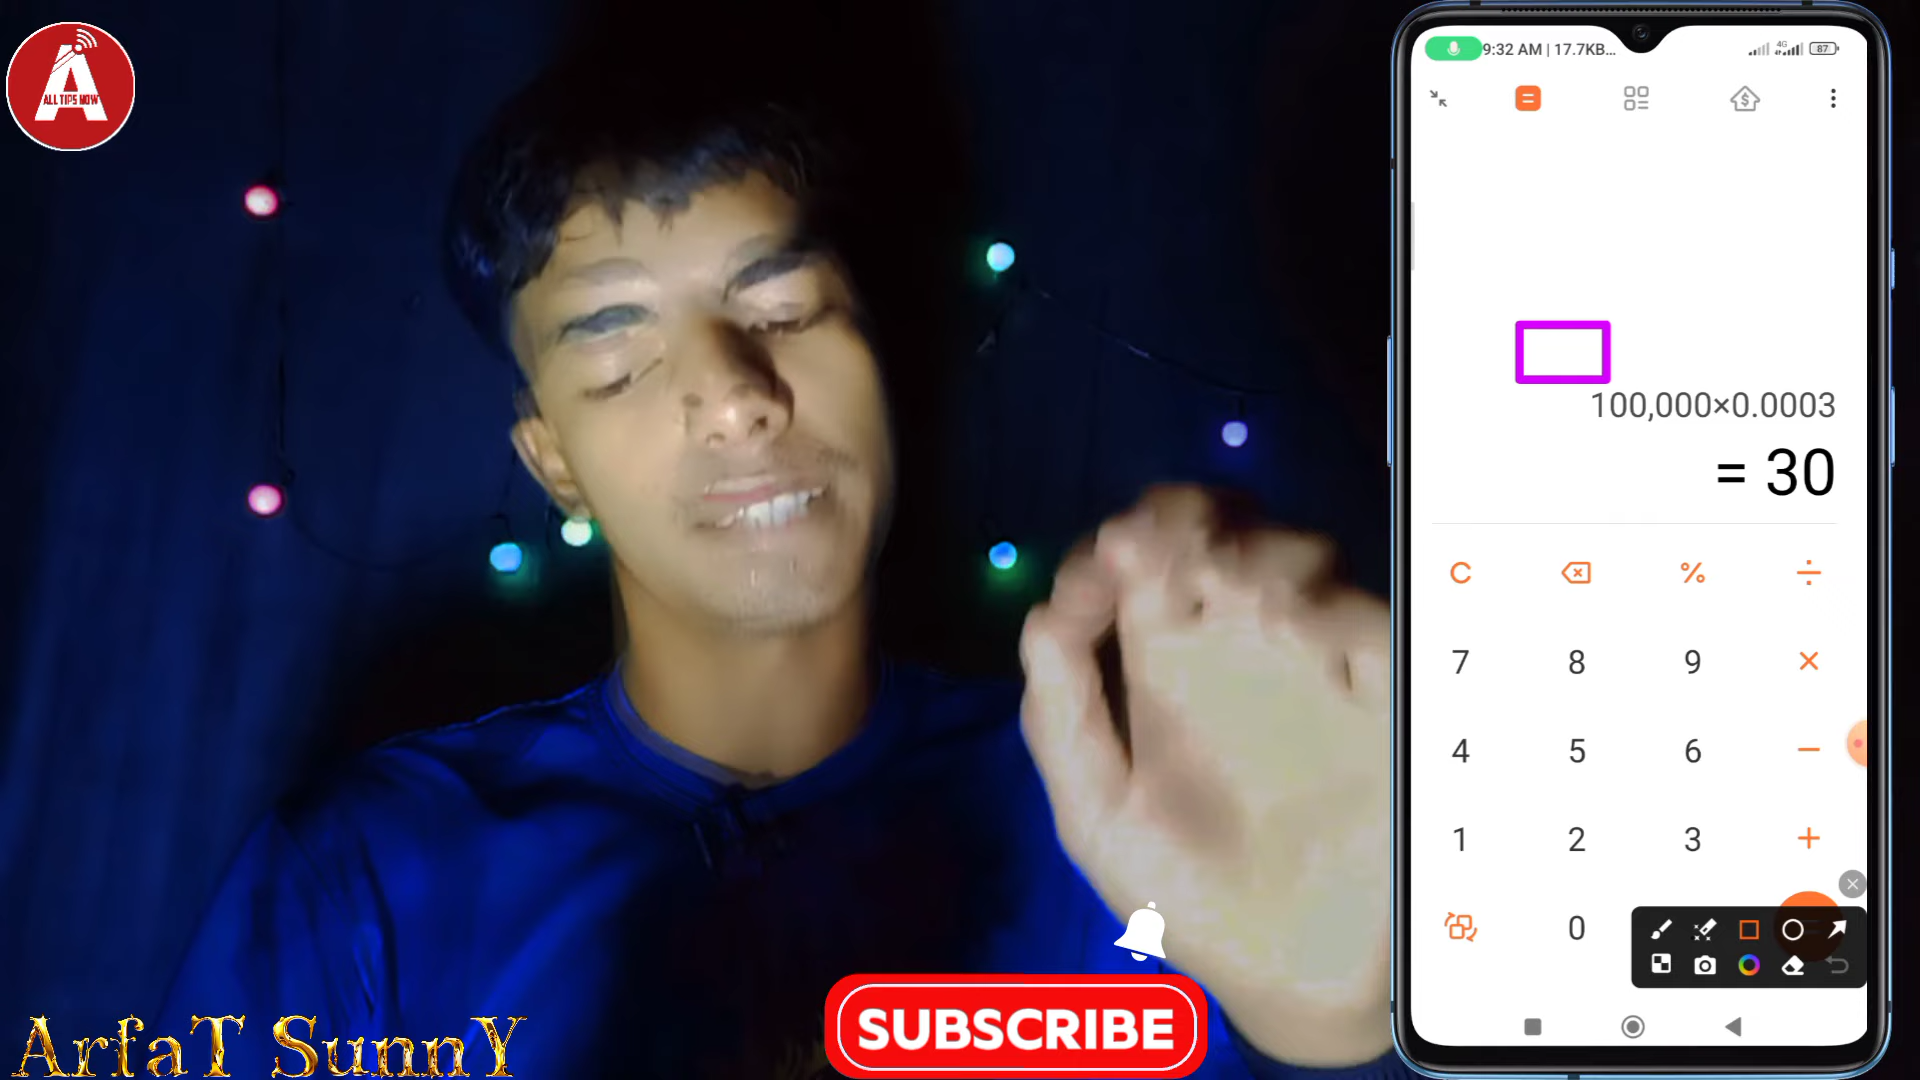 ALL TIPS NOW
9:32 AM | 17.7KB...
4G
87
100,000×0.0003
= 30
C % ÷
7 8 9 ×
4 5 6 −
1 2 3 +
0
SUBSCRIBE
ArfaT SunnY